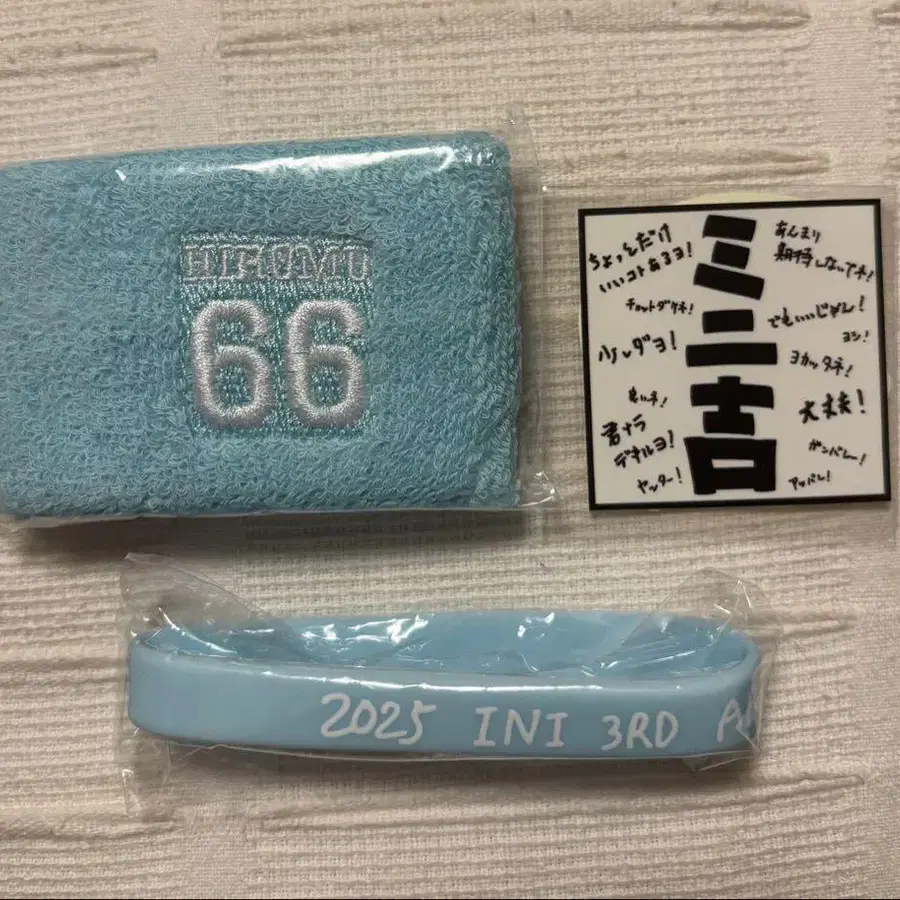 HIROMU
66
ミニ吉
ちょっとだけ
いいコトあるヨ!
チョットダケネ!
君ナラ
デキルヨ!
ヤッター!
あんまり
期待しないでネ!
でもいいじゃん!
ヨシ!
ヨカッタネ!
大丈夫!
ガンバレー!
アッパレ!
2025 INI 3RD